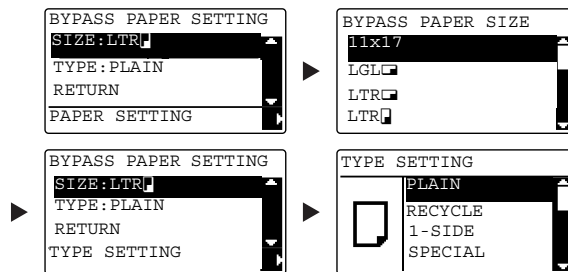 BYPASS PAPER SETTING
SIZE:LTR
TYPE:PLAIN
RETURN
PAPER SETTING
BYPASS PAPER SIZE
11x17
LGL
LTR
LTR
BYPASS PAPER SETTING
SIZE:LTR
TYPE:PLAIN
RETURN
TYPE SETTING
TYPE SETTING
PLAIN
RECYCLE
1-SIDE
SPECIAL